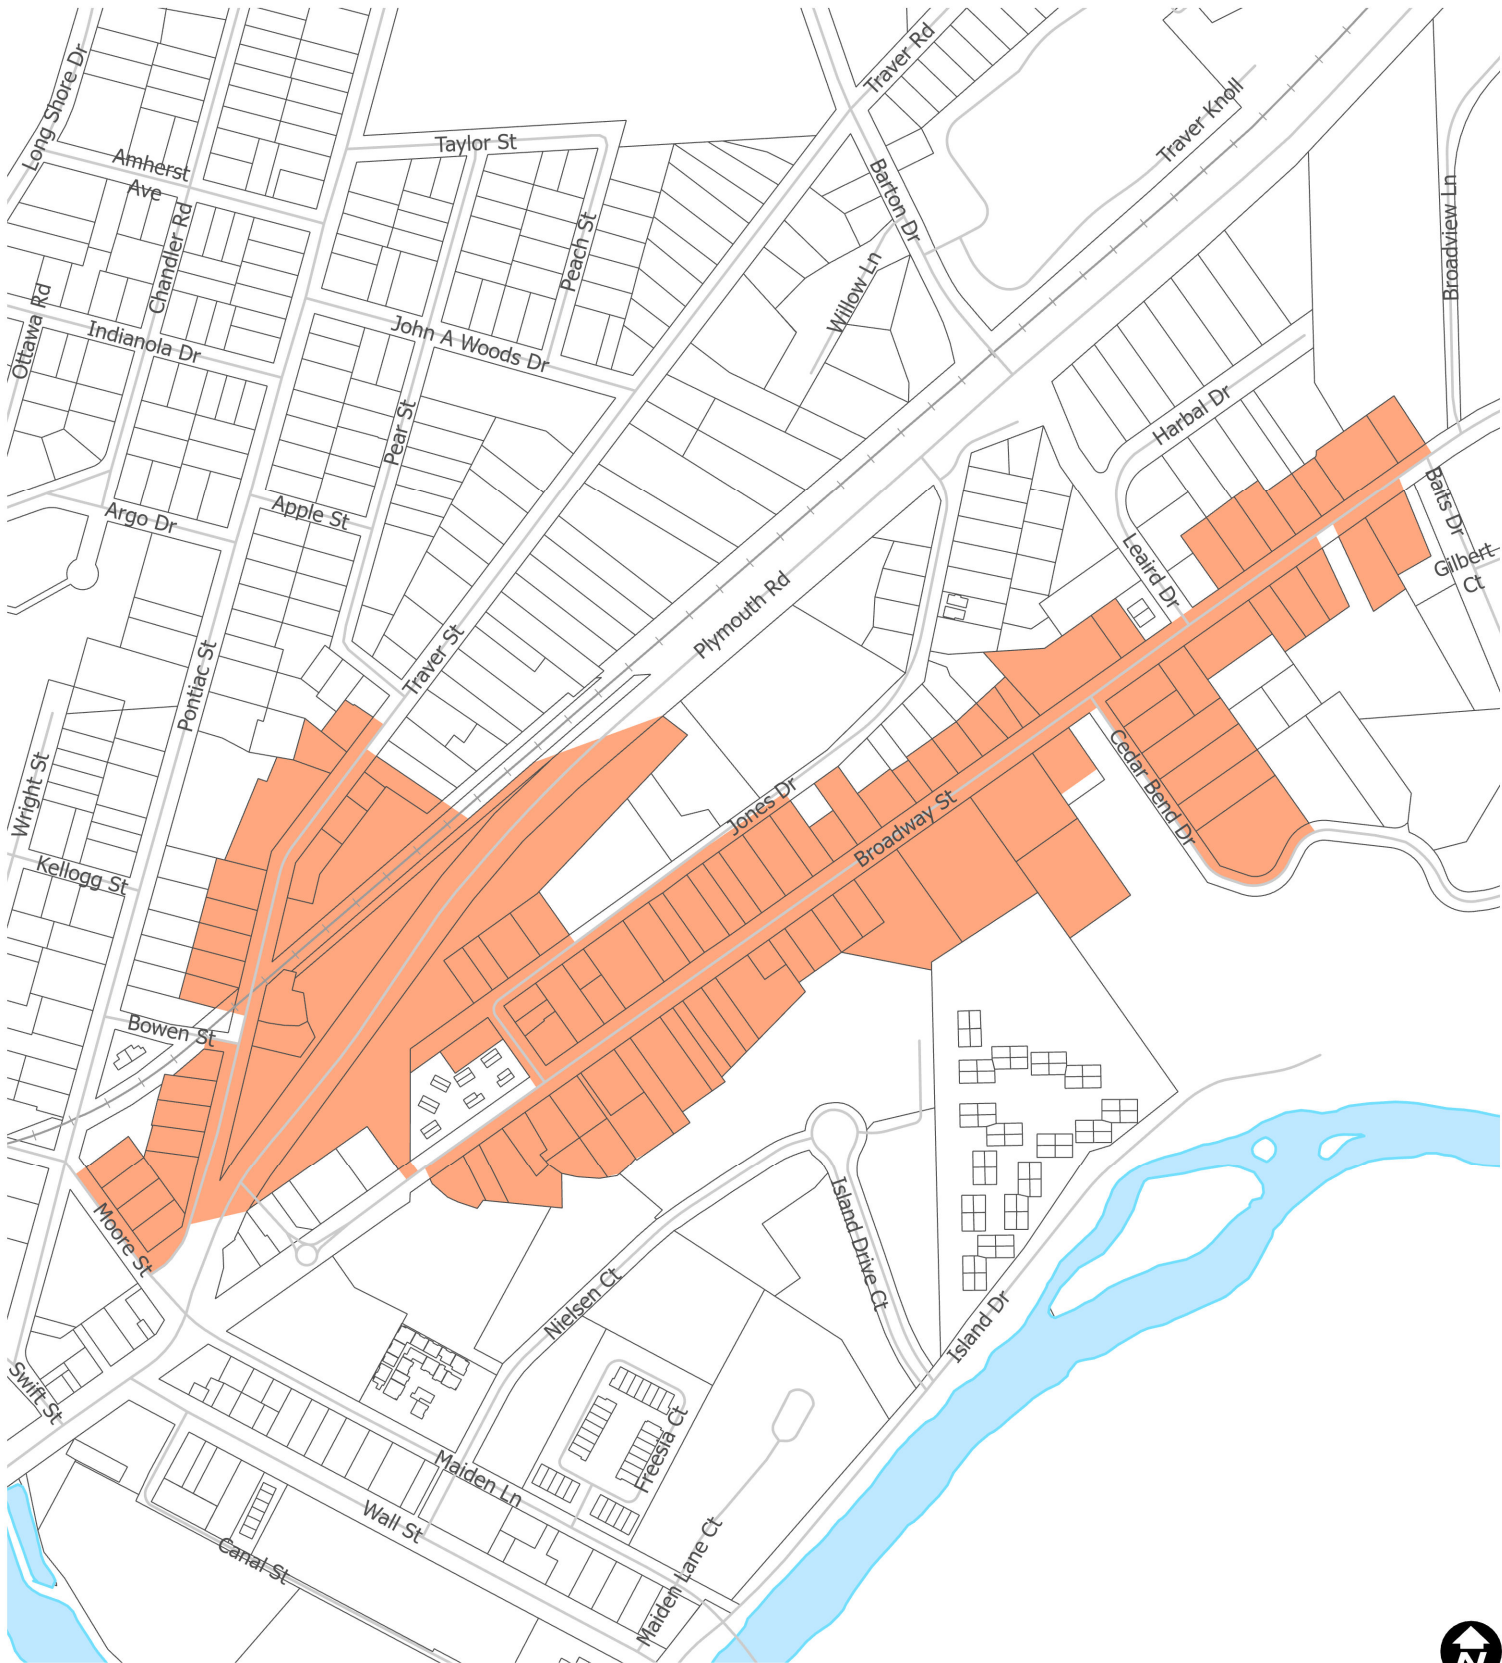 Long Shore Dr
Traver Rd
Taylor St
Traver Knoll
Amherst
Ave
Barton Dr
Broadview Ln
Chandler Rd
Peach St
Willow Ln
Ottawa Rd
Indianola Dr
John A Woods Dr
Harbal Dr
Pear St
Baits Dr
Apple St
Argo Dr
Leaird Dr
Gilbert
Ct
Plymouth Rd
Traver St
Pontiac St
Wright St
Cedar Bend Dr
Jones Dr
Broadway St
Kellogg St
Bowen St
Moore St
Island Drive Ct
Nielsen Ct
Island Dr
Swift St
Freesia Ct
Maiden Ln
Wall St
Canal St
Maiden Lane Ct
N